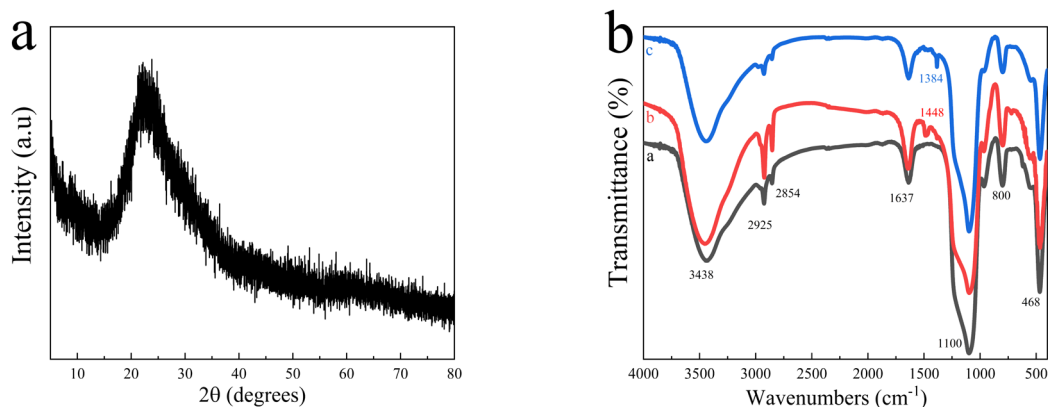 a
Intensity (a.u)
10 20 30 40 50 60 70 80
2θ (degrees)
b
Transmittance (%)
c
b
a
1384
1448
2854
2925
1637
800
3438
468
1100
4000 3500 3000 2500 2000 1500 1000 500
Wavenumbers (cm⁻¹)